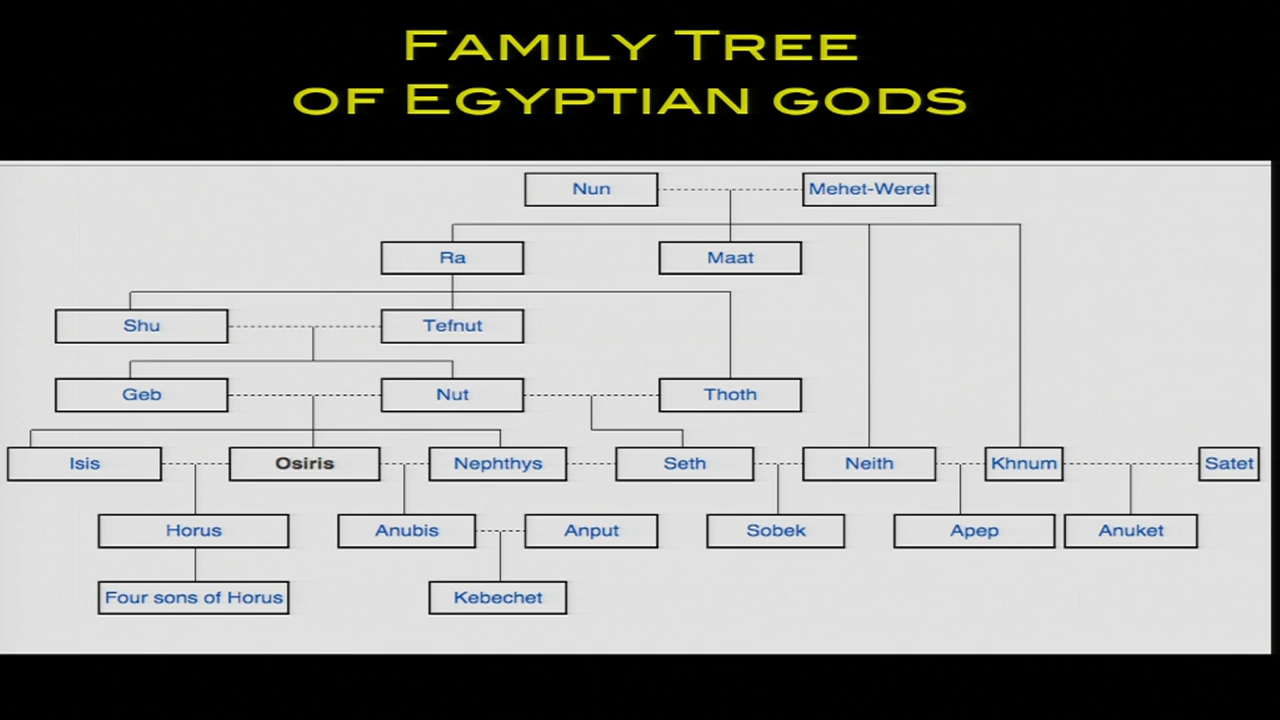 FAMILY TREE
OF EGYPTIAN GODS
Nun
Mehet-Weret
Ra
Maat
Shu
Tefnut
Geb
Nut
Thoth
Isis
Osiris
Nephthys
Seth
Neith
Khnum
Satet
Horus
Anubis
Anput
Sobek
Apep
Anuket
Four sons of Horus
Kebechet